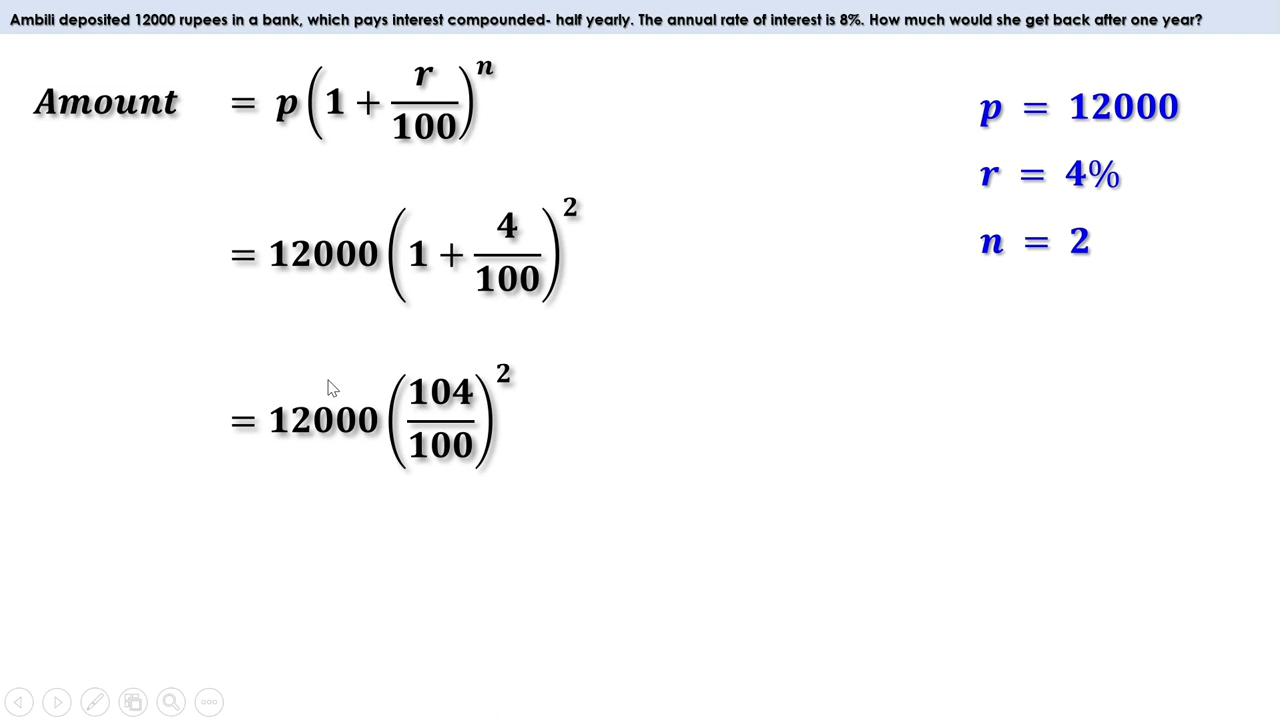 Ambili deposited 12000 rupees in a bank, which pays interest compounded- half yearly. The annual rate of interest is 8%. How much would she get back after one year?
Amount = p(1 + r/100)^n
= 12000(1 + 4/100)^2
= 12000(104/100)^2
p = 12000
r = 4%
n = 2